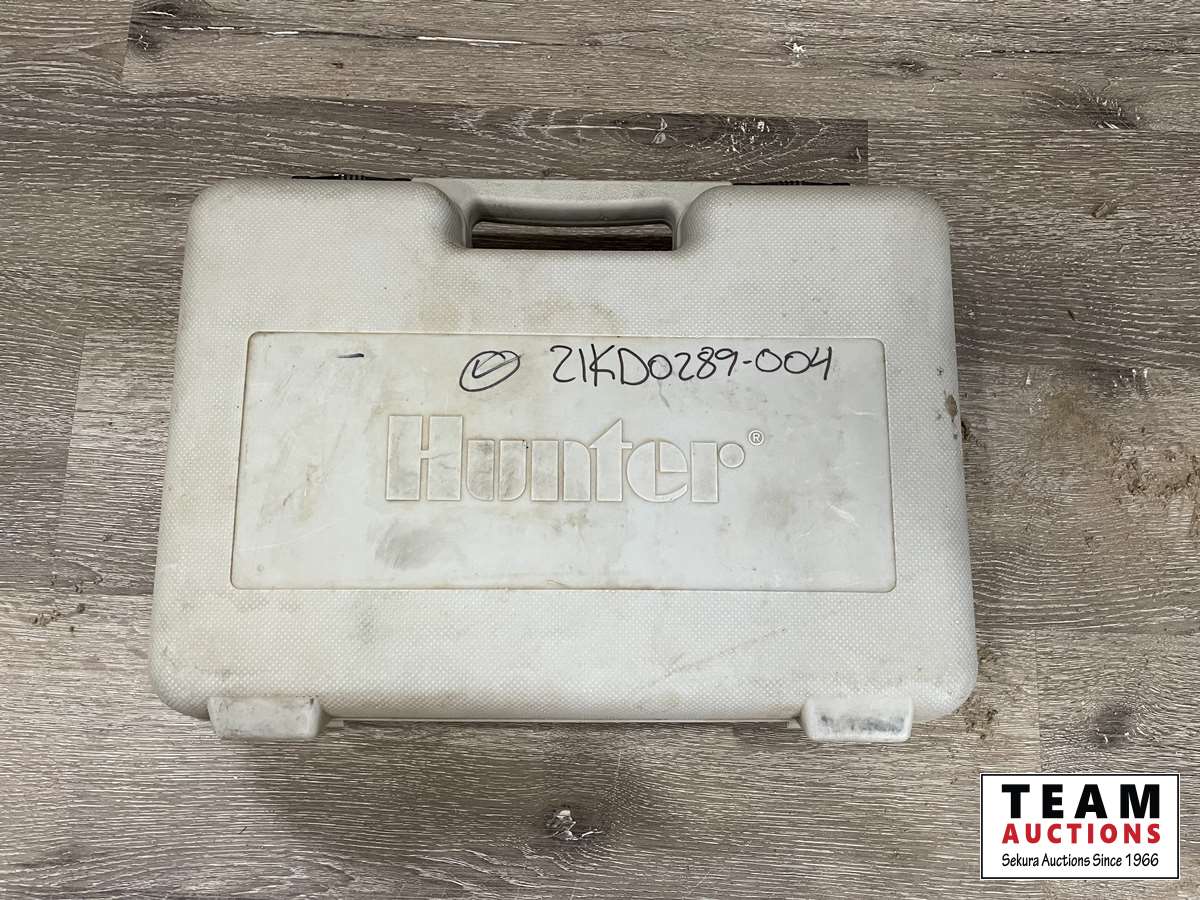 21KD0289-004
Hunter®
TEAM
AUCTIONS
Sekura Auctions Since 1966